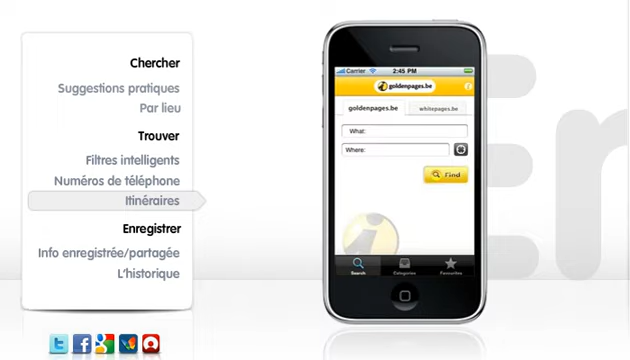 Chercher
Suggestions pratiques
Par lieu
Trouver
Filtres intelligents
Numéros de téléphone
Itinéraires
Enregistrer
Info enregistrée/partagée
L'historique
Carrier 2:45 PM
goldenpages.be
goldenpages.be whitepages.be
What:
Where:
Find
Search Categories Favourites
En